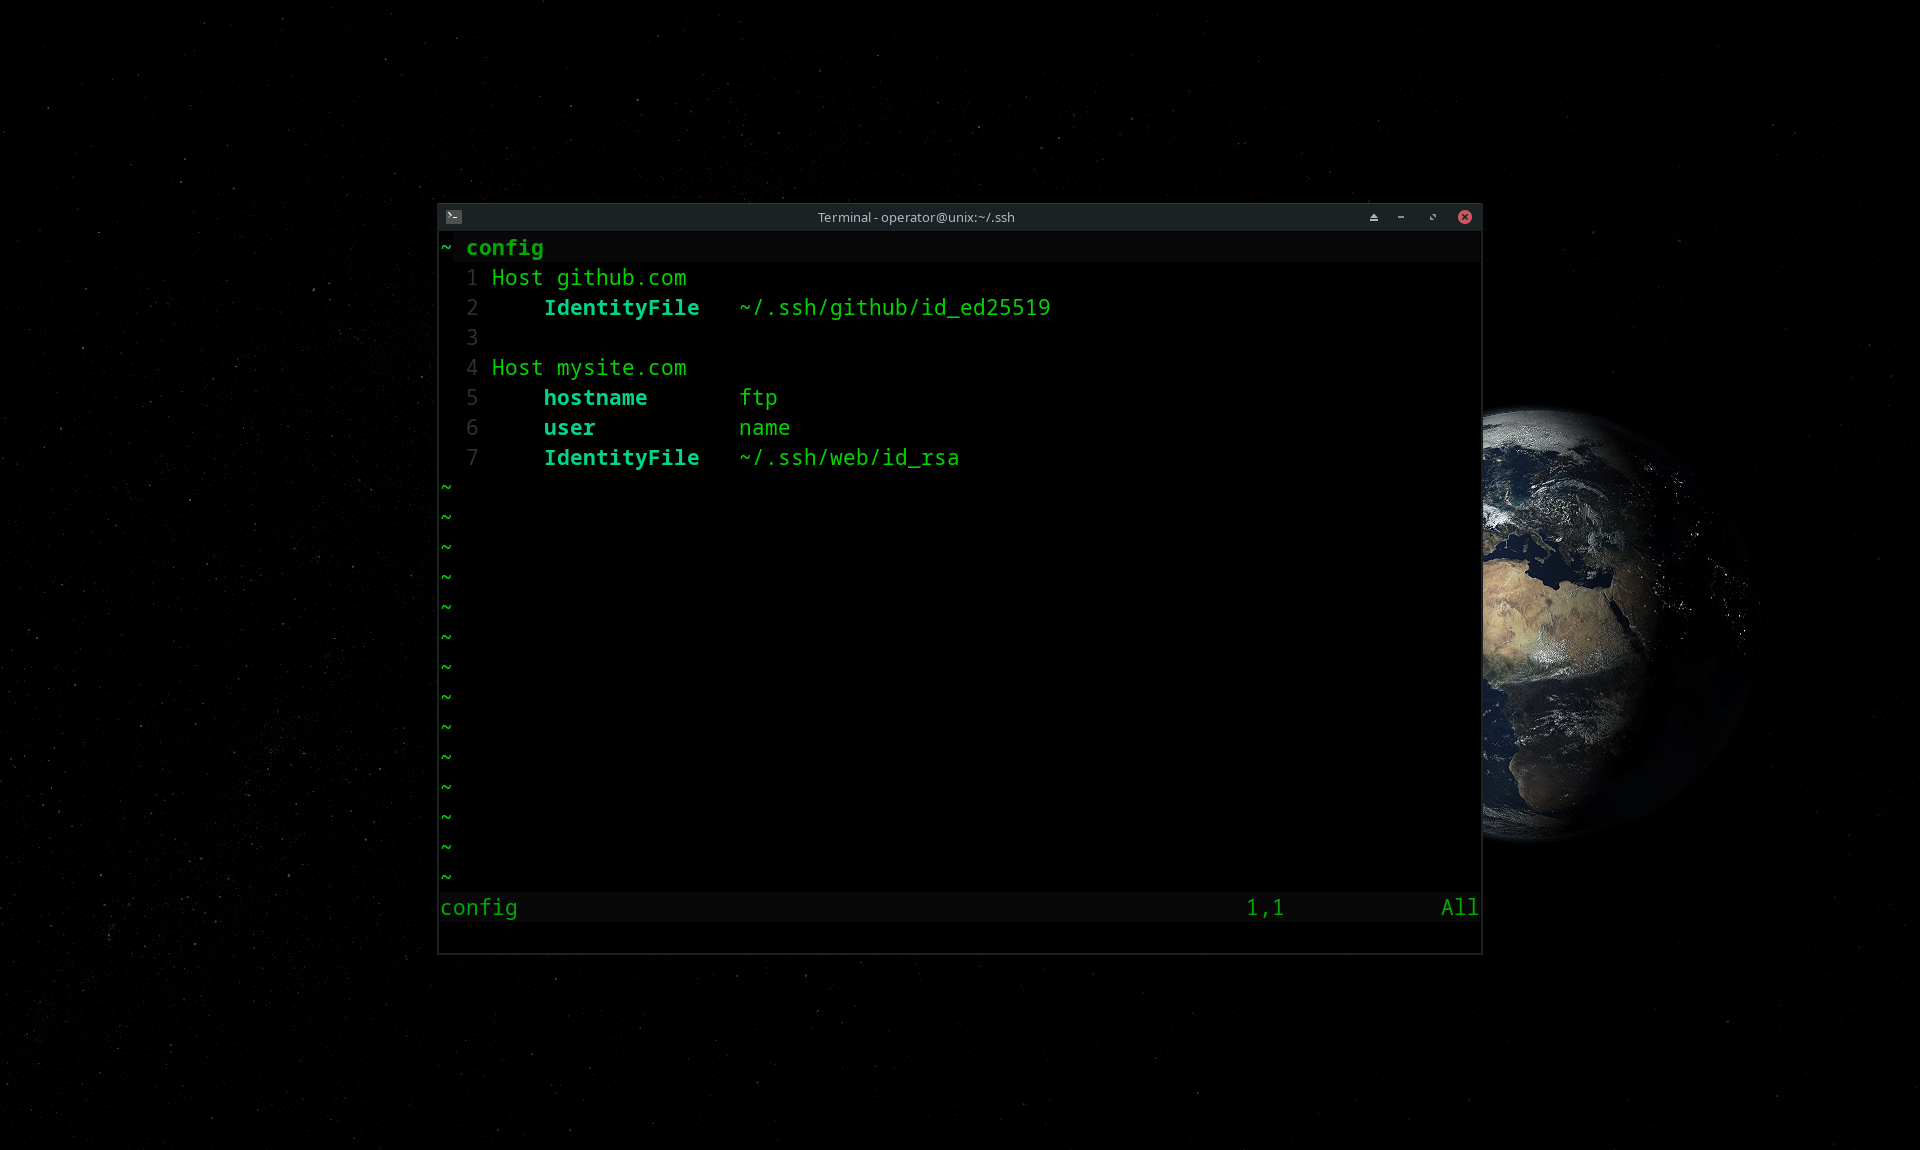 Terminal - operator@unix:~/.ssh
~ config
1 Host github.com
2 IdentityFile ~/.ssh/github/id_ed25519
3
4 Host mysite.com
5 hostname ftp
6 user name
7 IdentityFile ~/.ssh/web/id_rsa
~
~
~
~
~
~
~
~
~
~
~
~
~
~
config 1,1 All